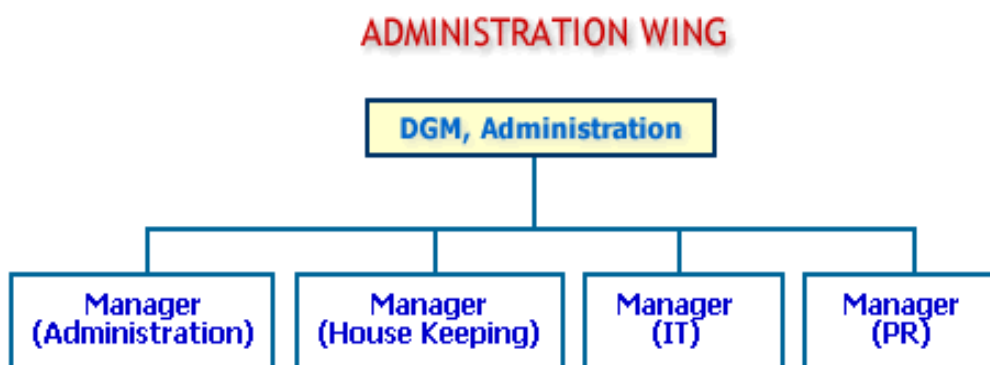 ADMINISTRATION WING
DGM, Administration
Manager
(Administration)
Manager
(House Keeping)
Manager
(IT)
Manager
(PR)